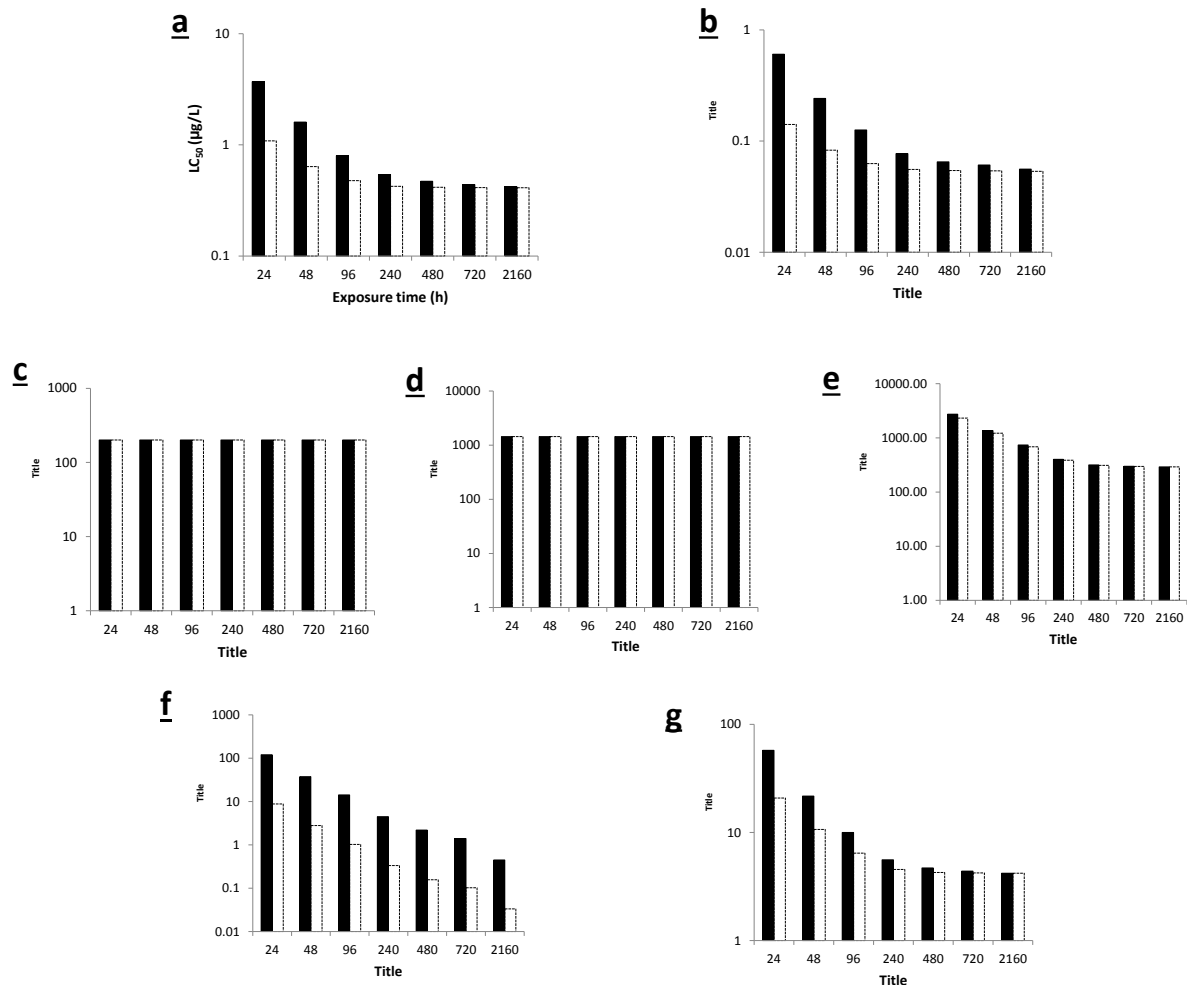 a
10
1
0.1
LC50 (µg/L)
24 48 96 240 480 720 2160
Exposure time (h)
b
1
0.1
0.01
Title
24 48 96 240 480 720 2160
Title
c
1000
100
10
1
Title
24 48 96 240 480 720 2160
Title
d
10000
1000
100
10
1
Title
24 48 96 240 480 720 2160
Title
e
10000.00
1000.00
100.00
10.00
1.00
Title
24 48 96 240 480 720 2160
Title
f
1000
100
10
1
0.1
0.01
Title
24 48 96 240 480 720 2160
Title
g
100
10
1
Title
24 48 96 240 480 720 2160
Title